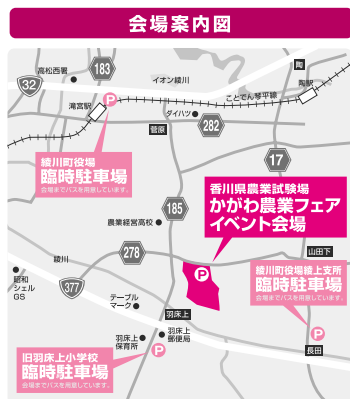 会場案内図
高松西署
183
イオン綾川
陶
32
滝宮駅
P
ことでん琴平線
陶駅
ダイハツ
282
菅原
綾川町役場
臨時駐車場
会場までバスを用意しています。
17
香川県農業試験場
かがわ農業フェア
イベント会場
185
農業経営高校
278
山田下
綾川
P
綾川町役場綾上支所
臨時駐車場
会場までバスを用意しています。
昭和
シェル
GS
377
テーブル
マーク
羽床上
羽床上
郵便局
羽床上
保育所
P
P
長田
旧羽床上小学校
臨時駐車場
会場までバスを用意しています。